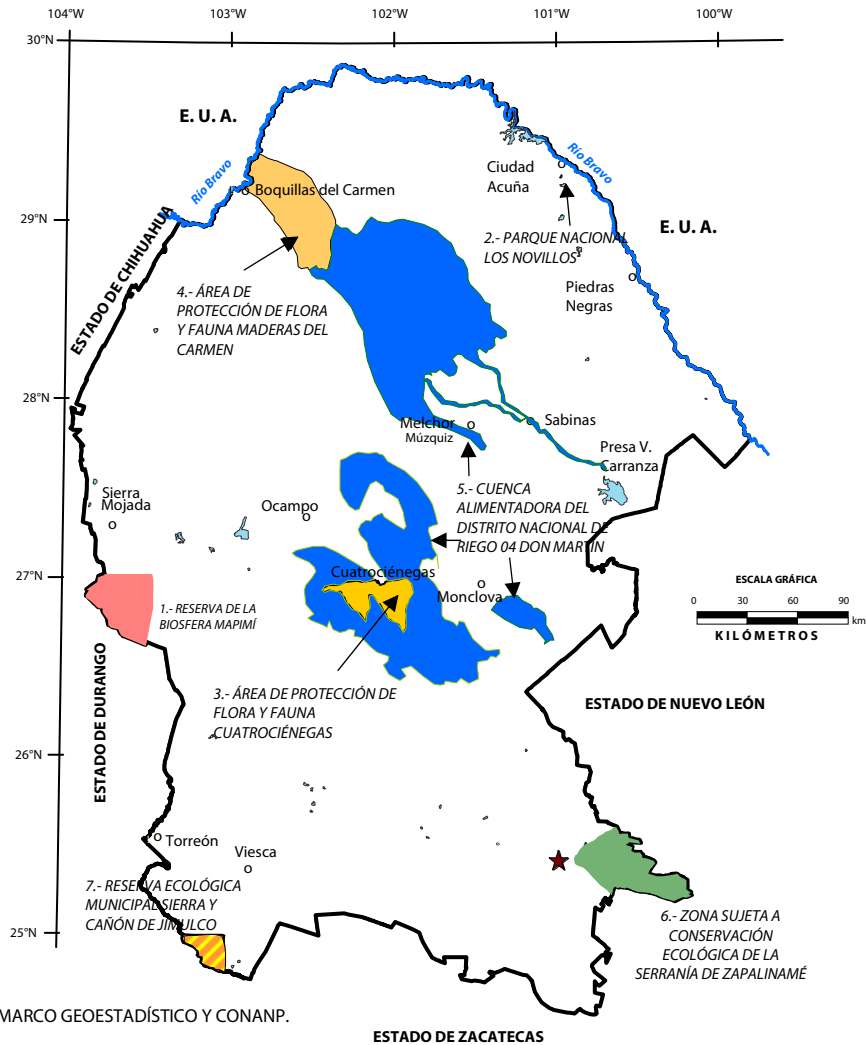 104°W
103°W
102°W
101°W
100°W
30°N
E. U. A.
Río Bravo
Ciudad
Acuña
Río Bravo
Boquillas del Carmen
29°N
E. U. A.
2.- PARQUE NACIONAL
LOS NOVILLOS
ESTADO DE CHIHUAHUA
Piedras
Negras
4.- ÁREA DE
PROTECCIÓN DE FLORA
Y FAUNA MADERAS DEL
CARMEN
28°N
Melchor
Múzquiz
Sabinas
Presa V.
Carranza
Sierra
Mojada
Ocampo
5.- CUENCA
ALIMENTADORA DEL
DISTRITO NACIONAL DE
RIEGO 04 DON MARTÍN
27°N
Cuatrociénegas
Monclova
ESCALA GRÁFICA
0 30 60 90
km
KILÓMETROS
1.- RESERVA DE LA
BIOSFERA MAPIMÍ
3.- ÁREA DE PROTECCIÓN DE
FLORA Y FAUNA
CUATROCIÉNEGAS
ESTADO DE DURANGO
ESTADO DE NUEVO LEÓN
26°N
Torreón
Viesca
7.- RESERVA ECOLÓGICA
MUNICIPAL SIERRA Y
CAÑÓN DE JIMULCO
25°N
6.- ZONA SUJETA A
CONSERVACIÓN
ECOLÓGICA DE LA
SERRANÍA DE ZAPALINAMÉ
MARCO GEOESTADÍSTICO Y CONANP.
ESTADO DE ZACATECAS